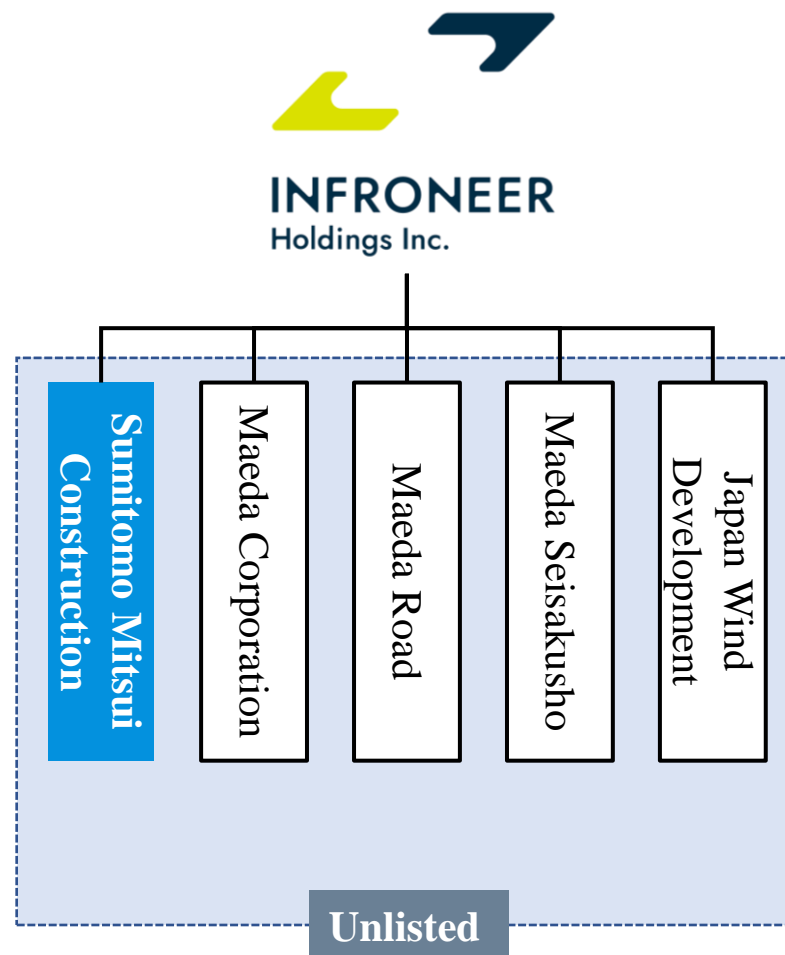 INFRONEER
Holdings Inc.
Sumitomo Mitsui
Construction
Maeda Corporation
Maeda Road
Maeda Seisakusho
Japan Wind
Development
Unlisted